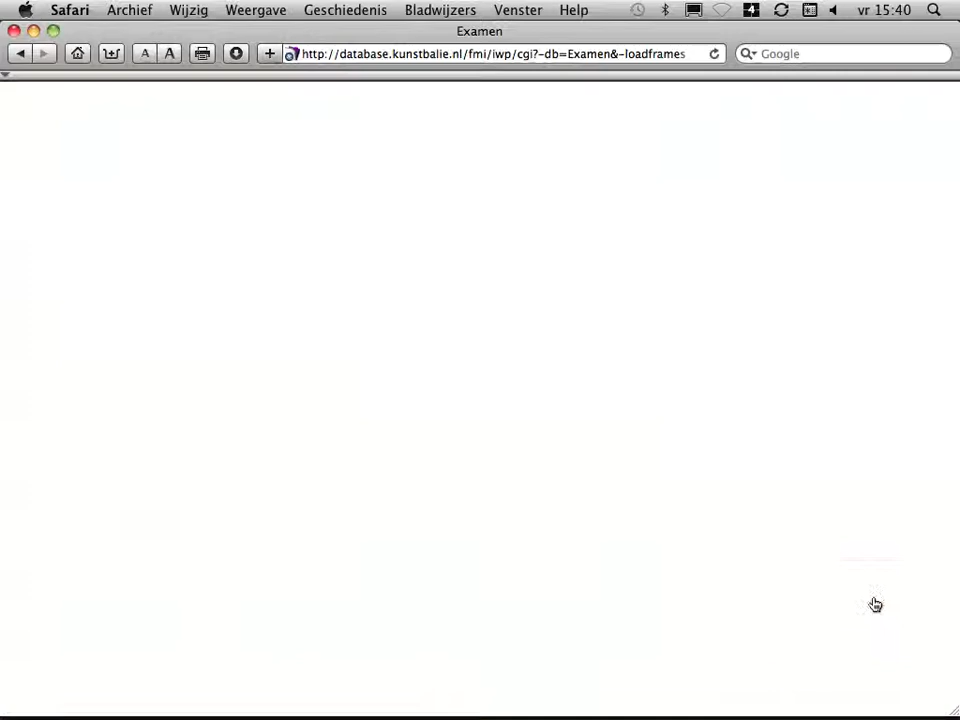 Safari Archief Wijzig Weergave Geschiedenis Bladwijzers Venster Help 4 vr 15:40
Examen
A A + http://database.kunstbalie.nl/fmi/iwp/cgi?-db=Examen&-loadframes Google